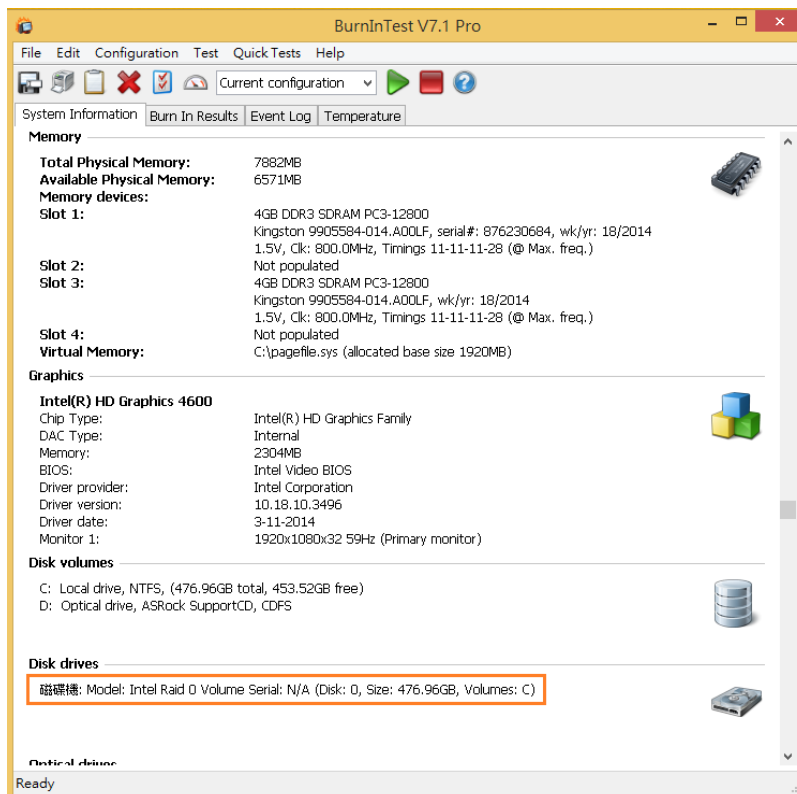 BurnInTest V7.1 Pro
File Edit Configuration Test Quick Tests Help
Current configuration
System Information Burn In Results Event Log Temperature
Memory
Total Physical Memory: 7882MB
Available Physical Memory: 6571MB
Memory devices:
Slot 1: 4GB DDR3 SDRAM PC3-12800
Kingston 9905584-014.A00LF, serial#: 876230684, wk/yr: 18/2014
1.5V, Clk: 800.0MHz, Timings 11-11-11-28 (@ Max. freq.)
Slot 2: Not populated
Slot 3: 4GB DDR3 SDRAM PC3-12800
Kingston 9905584-014.A00LF, wk/yr: 18/2014
1.5V, Clk: 800.0MHz, Timings 11-11-11-28 (@ Max. freq.)
Slot 4: Not populated
Virtual Memory: C:\pagefile.sys (allocated base size 1920MB)
Graphics
Intel(R) HD Graphics 4600
Chip Type: Intel(R) HD Graphics Family
DAC Type: Internal
Memory: 2304MB
BIOS: Intel Video BIOS
Driver provider: Intel Corporation
Driver version: 10.18.10.3496
Driver date: 3-11-2014
Monitor 1: 1920x1080x32 59Hz (Primary monitor)
Disk volumes
C: Local drive, NTFS, (476.96GB total, 453.52GB free)
D: Optical drive, ASRock SupportCD, CDFS
Disk drives
磁碟機: Model: Intel Raid 0 Volume Serial: N/A (Disk: 0, Size: 476.96GB, Volumes: C)
Optical drives
Ready